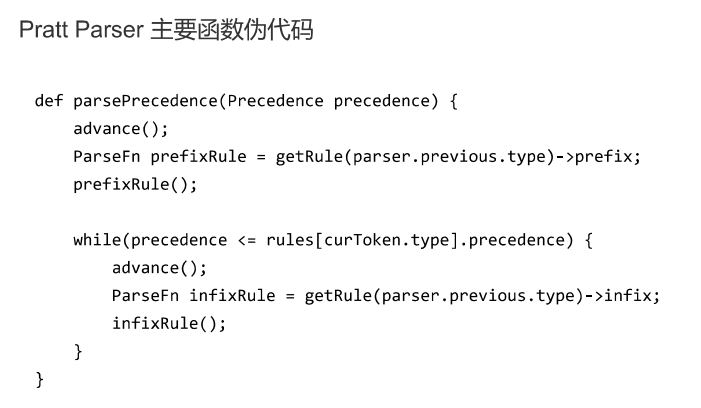 Pratt Parser 主要函数伪代码
def parsePrecedence(Precedence precedence) {
    advance();
    ParseFn prefixRule = getRule(parser.previous.type)->prefix;
    prefixRule();
    while(precedence <= rules[curToken.type].precedence) {
        advance();
        ParseFn infixRule = getRule(parser.previous.type)->infix;
        infixRule();
    }
}